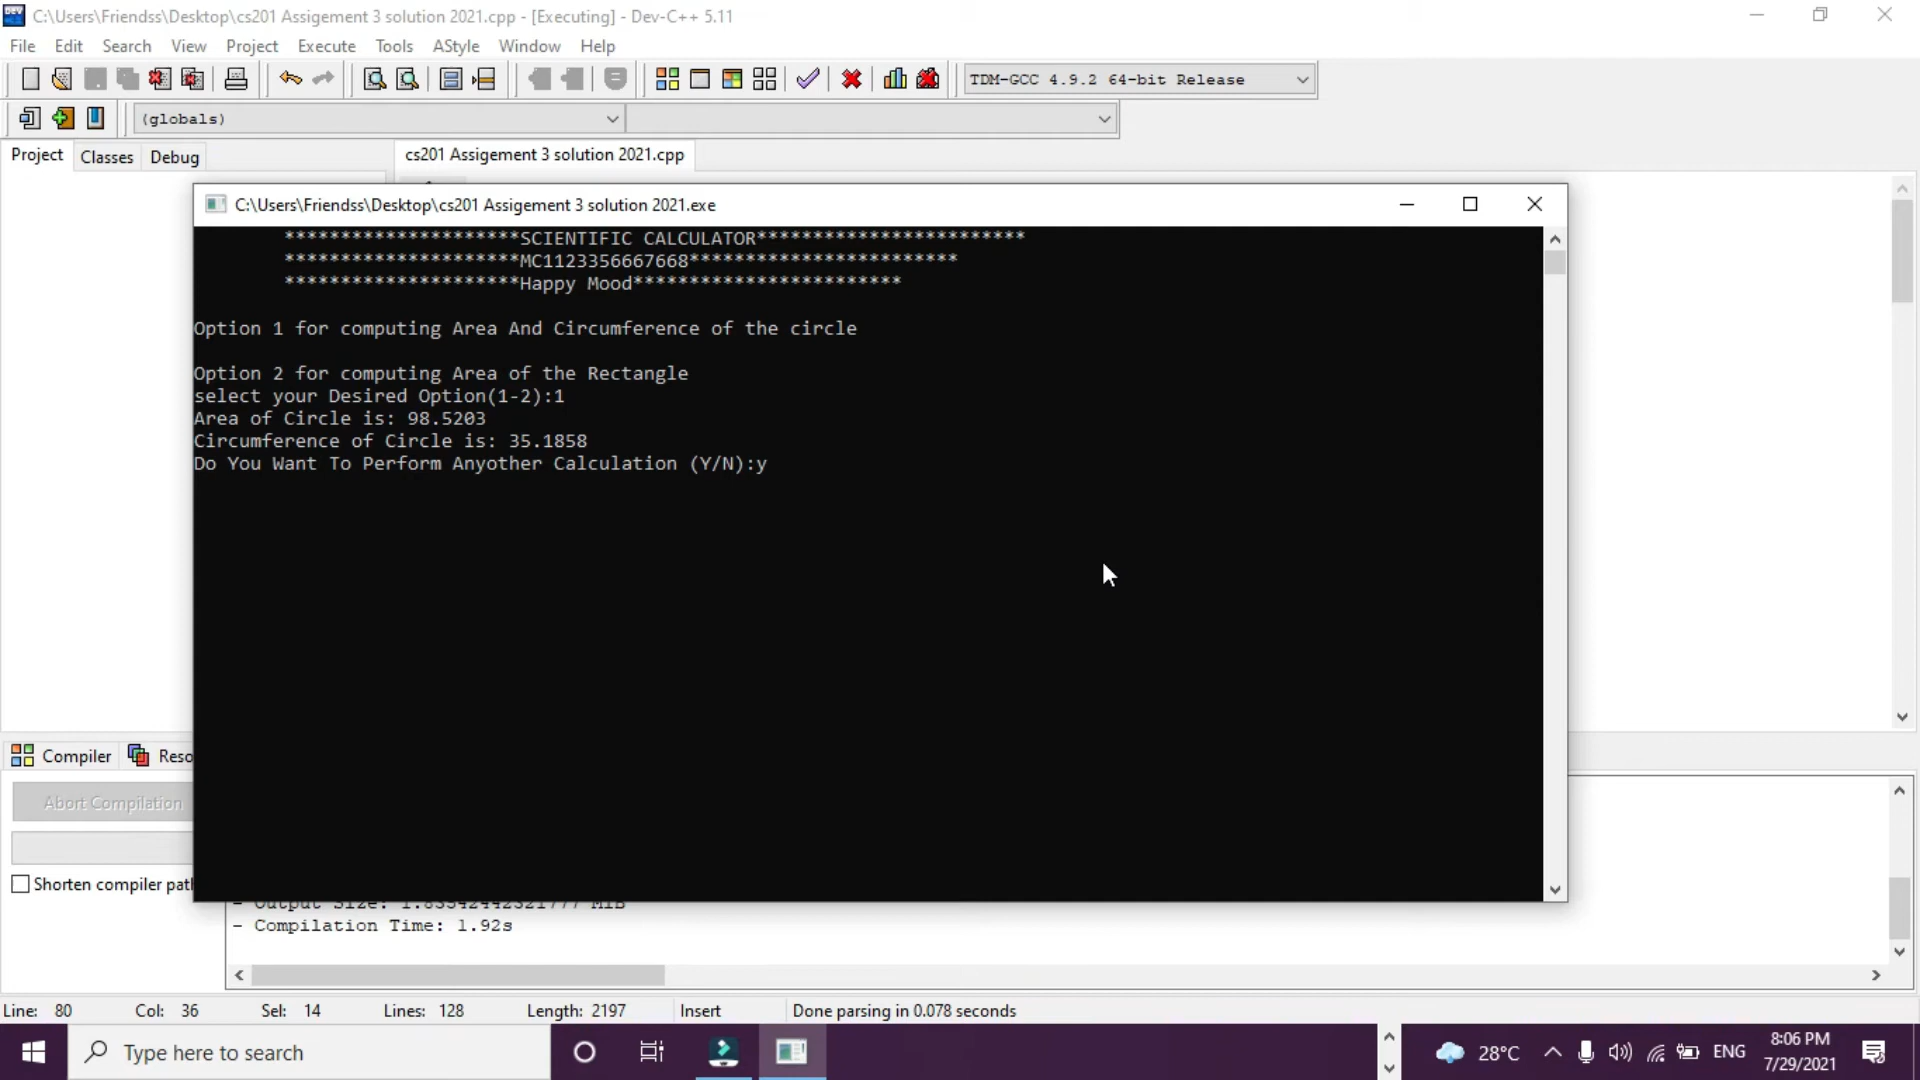 C:\Users\Friendss\Desktop\cs201 Assigement 3 solution 2021.cpp - [Executing] - Dev-C++ 5.11
File Edit Search View Project Execute Tools AStyle Window Help
TDM-GCC 4.9.2 64-bit Release
(globals)
Project Classes Debug
cs201 Assigement 3 solution 2021.cpp
C:\Users\Friendss\Desktop\cs201 Assigement 3 solution 2021.exe
*********************SCIENTIFIC CALCULATOR************************
*********************MC1123356667668************************
*********************Happy Mood************************
Option 1 for computing Area And Circumference of the circle
Option 2 for computing Area of the Rectangle
select your Desired Option(1-2):1
Area of Circle is: 98.5203
Circumference of Circle is: 35.1858
Do You Want To Perform Anyother Calculation (Y/N):y
Compiler Reso
Abort Compilation
Shorten compiler pat
- Output Size: 1.83542442321777 MiB
- Compilation Time: 1.92s
Line: 80 Col: 36 Sel: 14 Lines: 128 Length: 2197 Insert Done parsing in 0.078 seconds
Type here to search
28°C
ENG
8:06 PM
7/29/2021